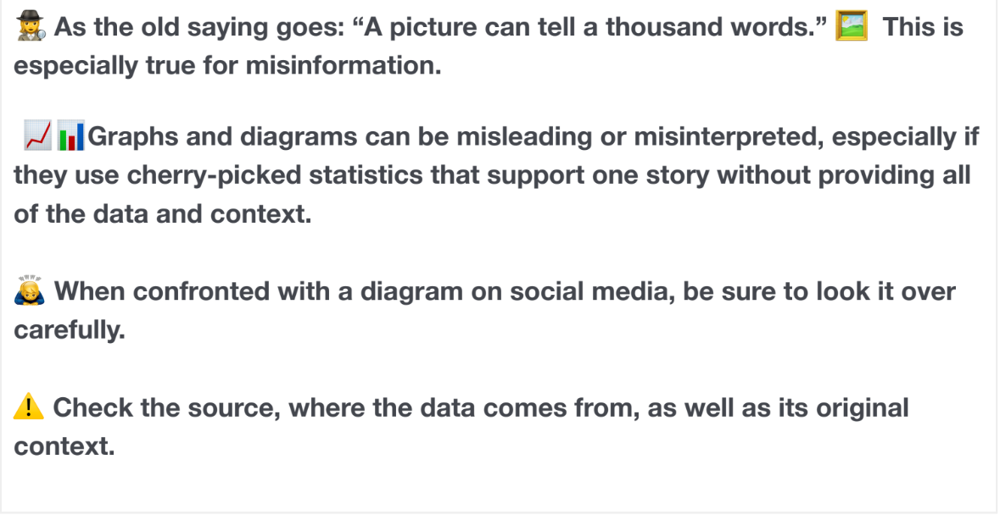 🕵️‍♀️ As the old saying goes: “A picture can tell a thousand words.” 🖼️ This is
especially true for misinformation.
📈📊Graphs and diagrams can be misleading or misinterpreted, especially if
they use cherry-picked statistics that support one story without providing all
of the data and context.
🙇 When confronted with a diagram on social media, be sure to look it over
carefully.
⚠️ Check the source, where the data comes from, as well as its original
context.